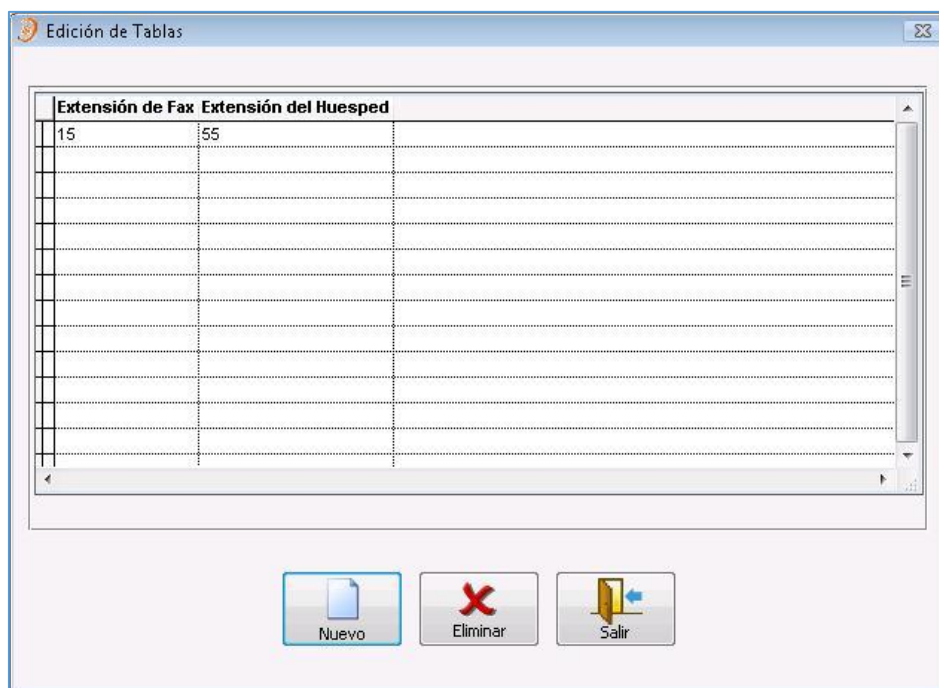 Edición de Tablas
Extensión de Fax Extensión del Huesped
15 55
Nuevo Eliminar Salir